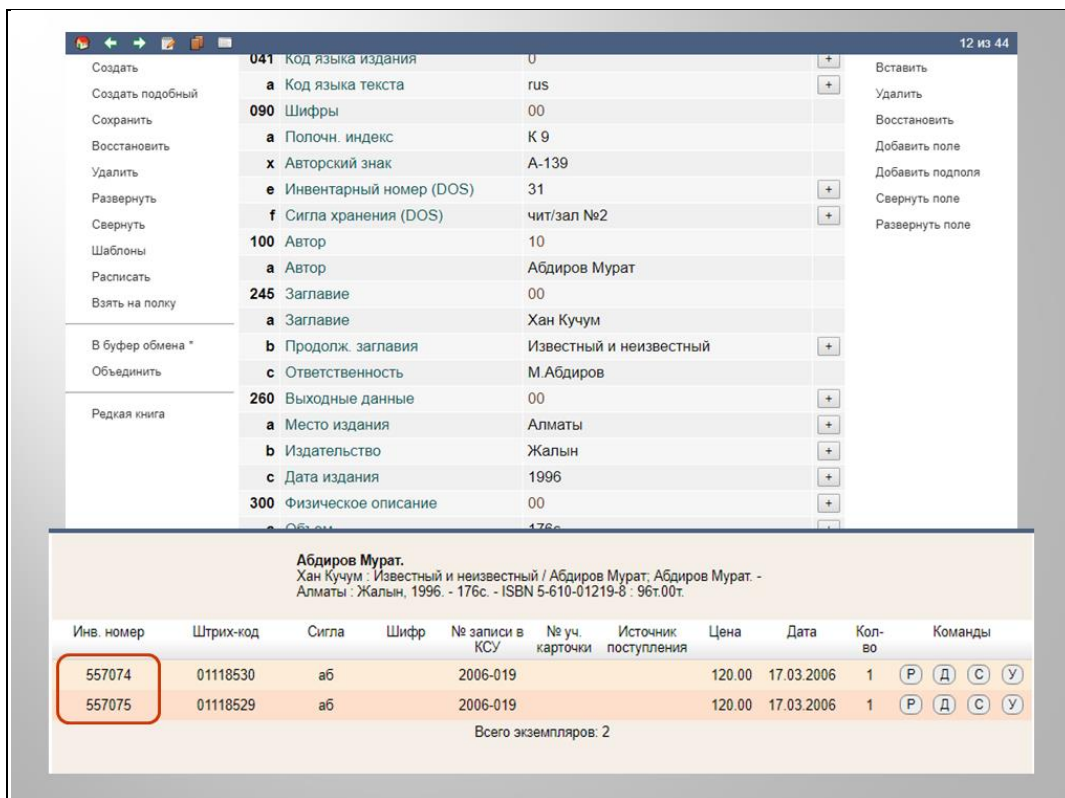 12 из 44
Создать
Создать подобный
Сохранить
Восстановить
Удалить
Развернуть
Свернуть
Шаблоны
Расписать
Взять на полку
В буфер обмена *
Объединить
Редкая книга
041 Код языка издания 0 +
a Код языка текста rus +
090 Шифры 00
a Полочн. индекс К 9
x Авторский знак А-139
e Инвентарный номер (DOS) 31 +
f Сигла хранения (DOS) чит/зал №2 +
100 Автор 10
a Автор Абдиров Мурат
245 Заглавие 00
a Заглавие Хан Кучум
b Продолж. заглавия Известный и неизвестный +
c Ответственность М.Абдиров
260 Выходные данные 00 +
a Место издания Алматы +
b Издательство Жалын +
c Дата издания 1996 +
300 Физическое описание 00 +
a Объем 176с +
Вставить
Удалить
Восстановить
Добавить поле
Добавить подполя
Свернуть поле
Развернуть поле
Абдиров Мурат.
Хан Кучум : Известный и неизвестный / Абдиров Мурат; Абдиров Мурат. -
Алматы : Жалын, 1996. - 176с. - ISBN 5-610-01219-8 : 96т.00т.
Инв. номер Штрих-код Сигла Шифр № записи в КСУ № уч. карточки Источник поступления Цена Дата Кол-во Команды
557074 01118530 аб 2006-019 120.00 17.03.2006 1 Р Д С У
557075 01118529 аб 2006-019 120.00 17.03.2006 1 Р Д С У
Всего экземпляров: 2